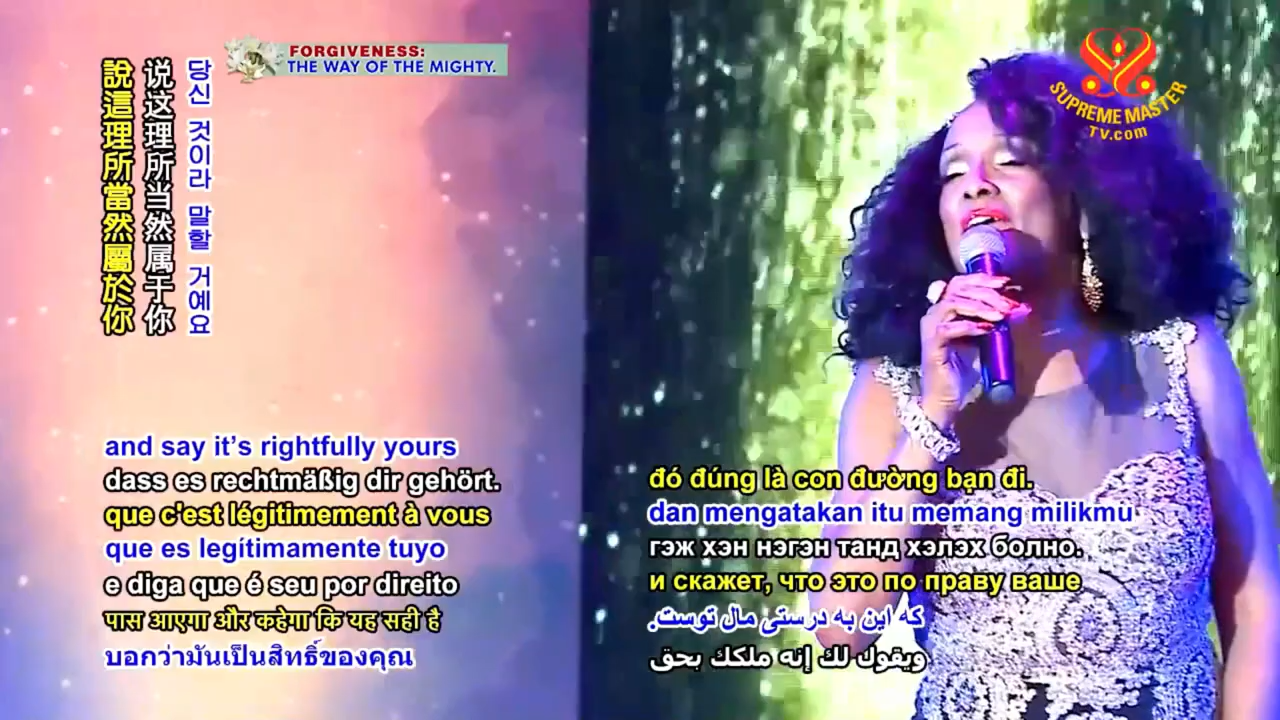 FORGIVENESS:
THE WAY OF THE MIGHTY.
SUPREME MASTER
TV.com
당신 것이라 말할 거예요
说这理所当然属于你
說這理所當然屬於你
and say it’s rightfully yours
dass es rechtmäßig dir gehört.
que c'est légitimement à vous
que es legítimamente tuyo
e diga que é seu por direito
पास आएगा और कहेगा कि यह सही है
บอกว่ามันเป็นสิทธิ์ของคุณ
đó đúng là con đường bạn đi.
dan mengatakan itu memang milikmu
гэж хэн нэгэн танд хэлэх болно.
и скажет, что это по праву ваше
که این به درستی مال توست.
ويقول لك إنه ملكك بحق